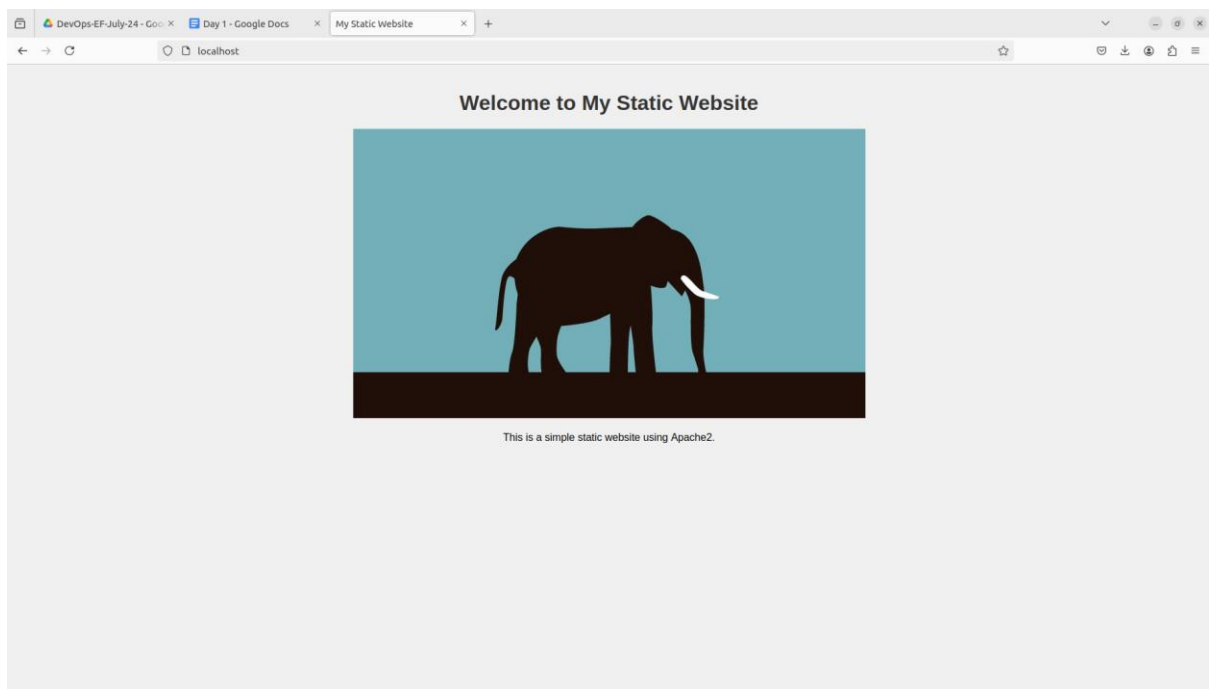 DevOps-EF-July-24 - Goo
Day 1 - Google Docs
My Static Website
localhost
Welcome to My Static Website
This is a simple static website using Apache2.